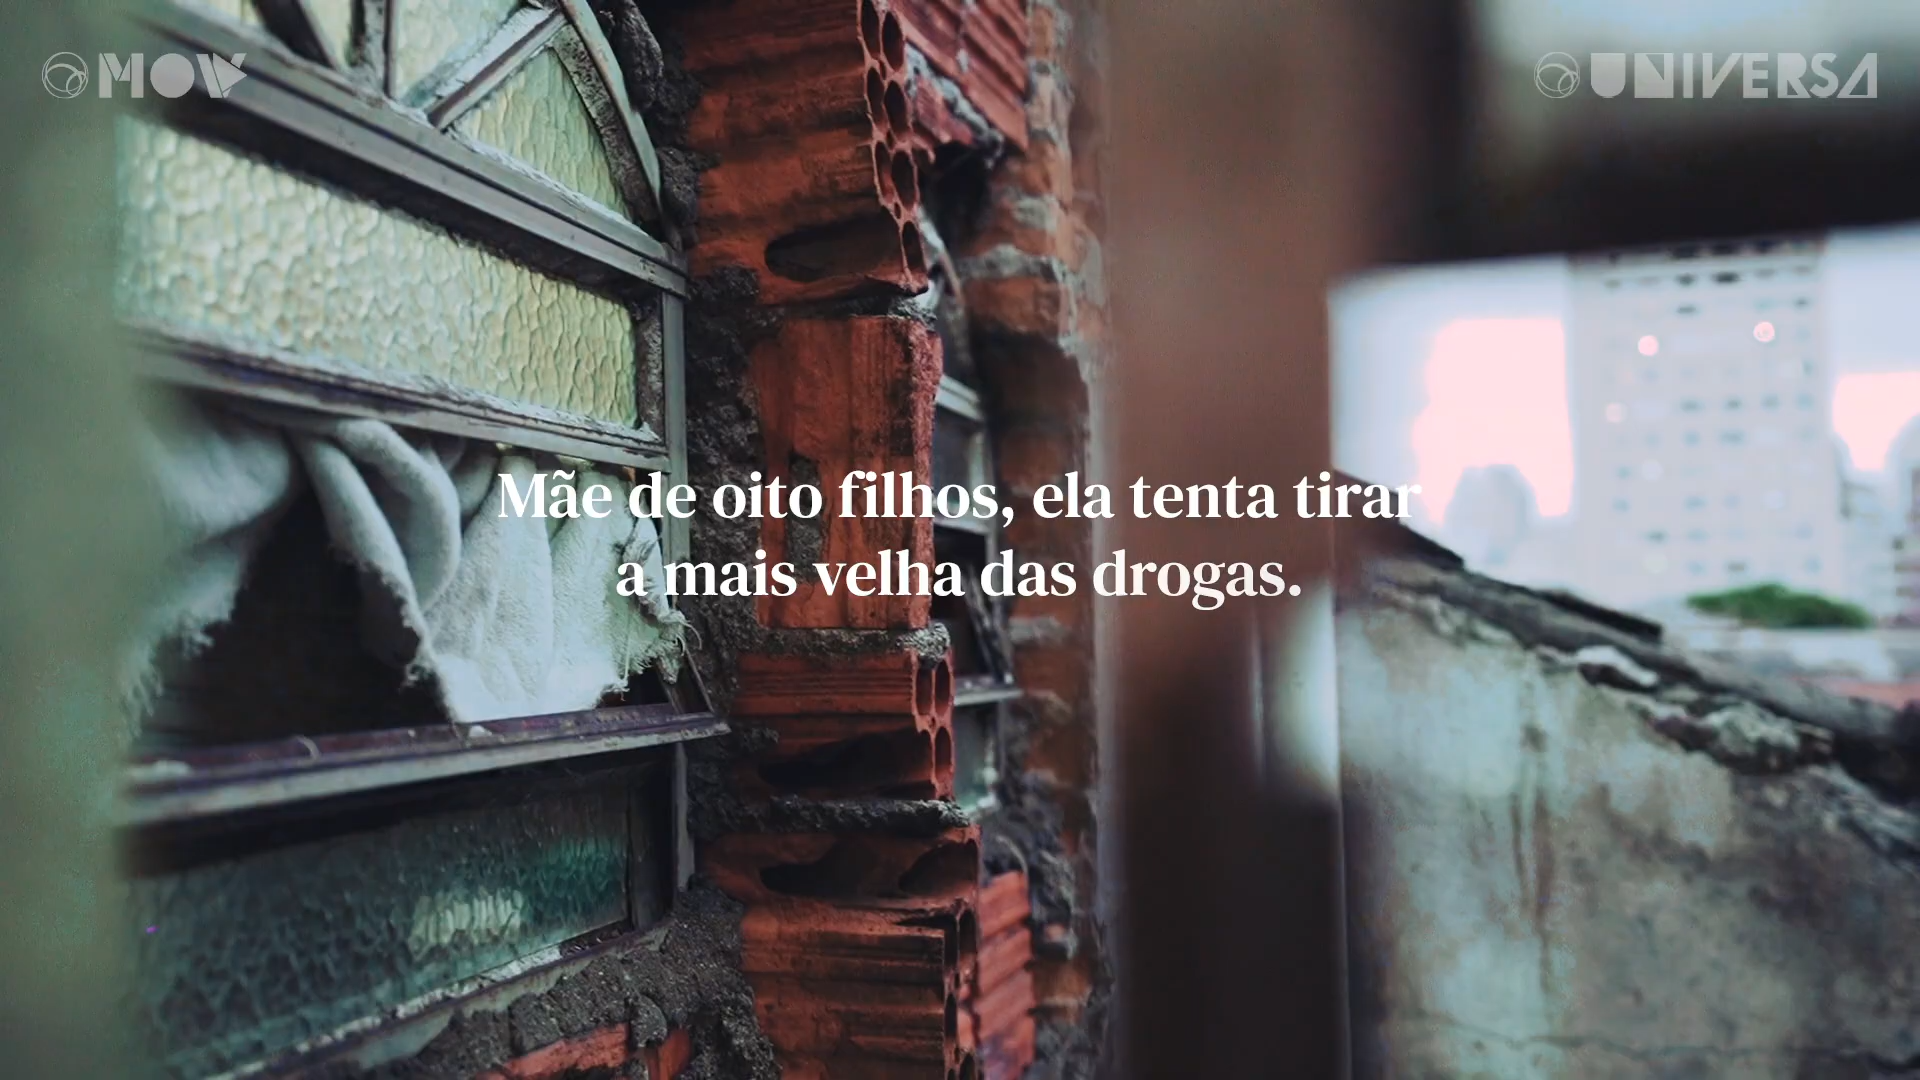 MOV
UNIVERSA
Mãe de oito filhos, ela tenta tirar
a mais velha das drogas.